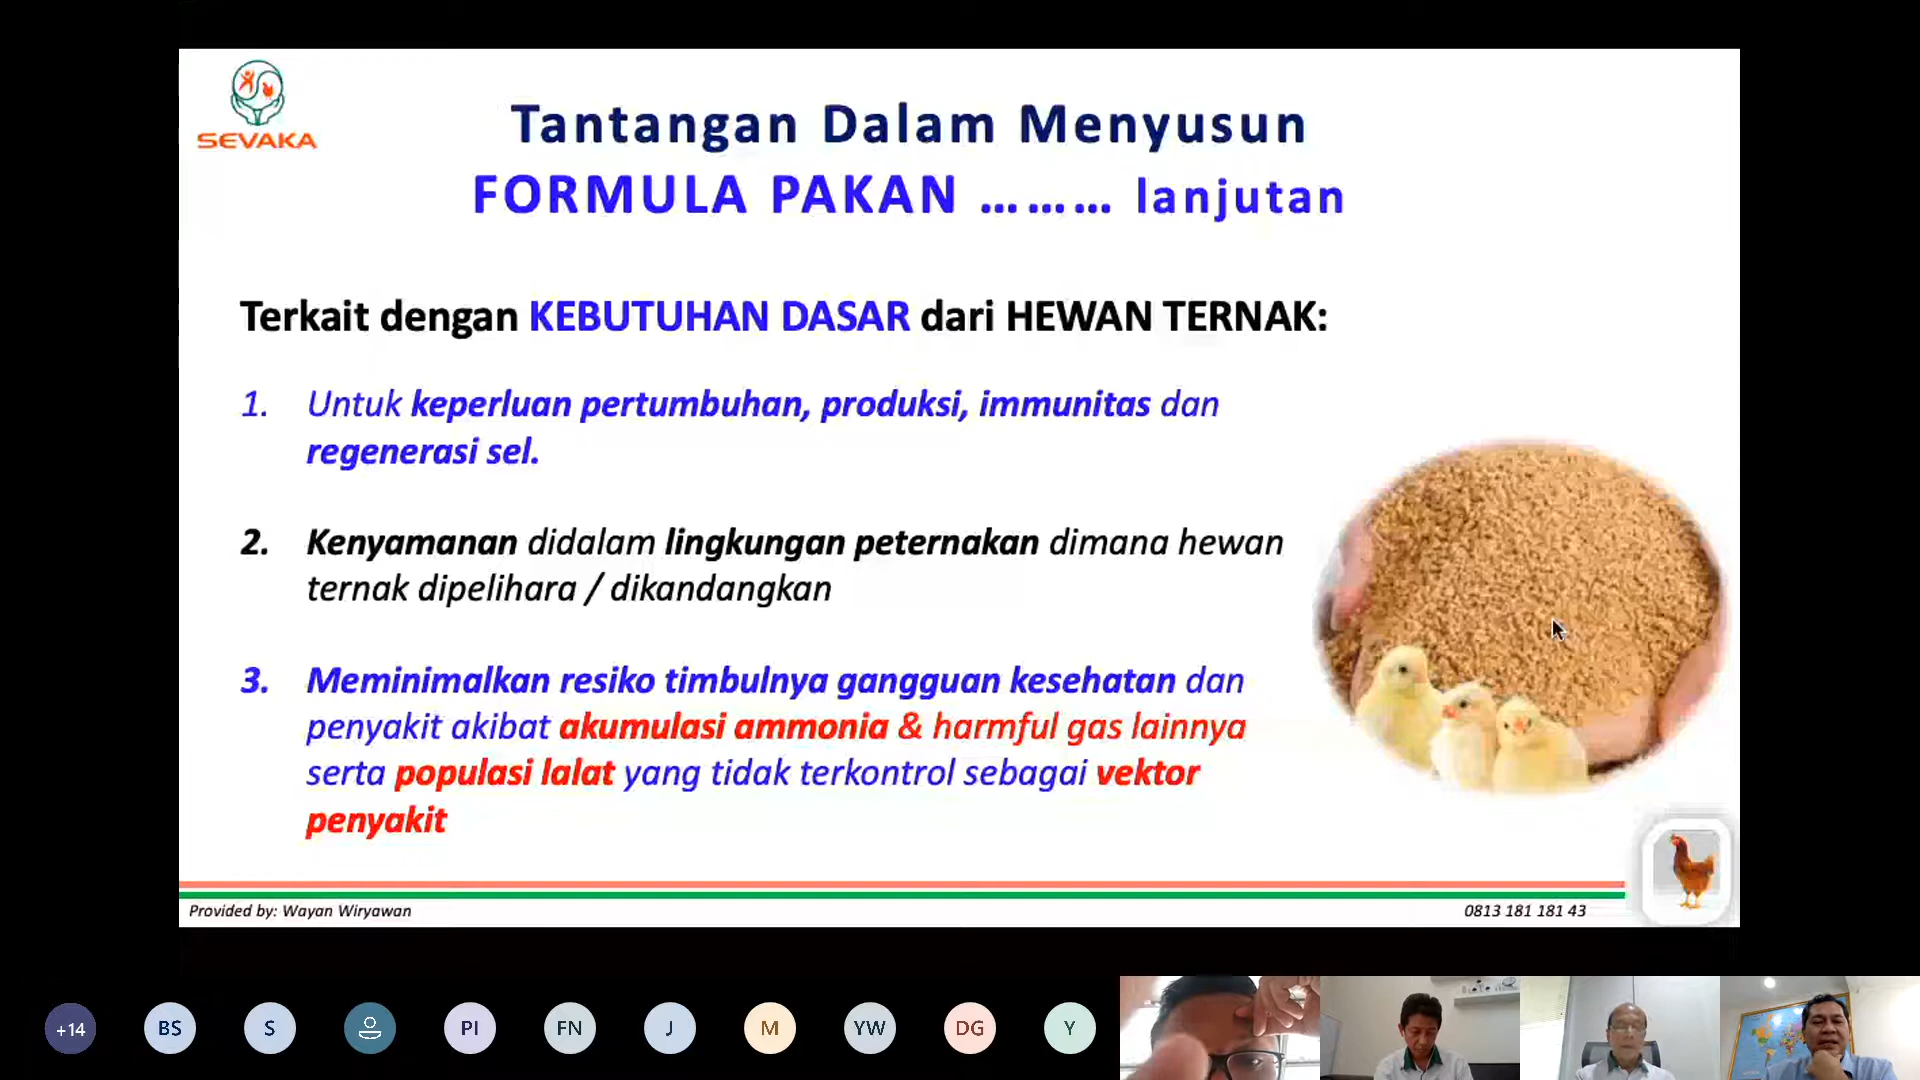 SEVAKA
Tantangan Dalam Menyusun
FORMULA PAKAN ……… lanjutan
Terkait dengan KEBUTUHAN DASAR dari HEWAN TERNAK:
1. Untuk keperluan pertumbuhan, produksi, immunitas dan
regenerasi sel.
2. Kenyamanan didalam lingkungan peternakan dimana hewan
ternak dipelihara / dikandangkan
3. Meminimalkan resiko timbulnya gangguan kesehatan dan
penyakit akibat akumulasi ammonia & harmful gas lainnya
serta populasi lalat yang tidak terkontrol sebagai vektor
penyakit
Provided by: Wayan Wiryawan
0813 181 181 43
+14
BS
S
PI
FN
J
M
YW
DG
Y